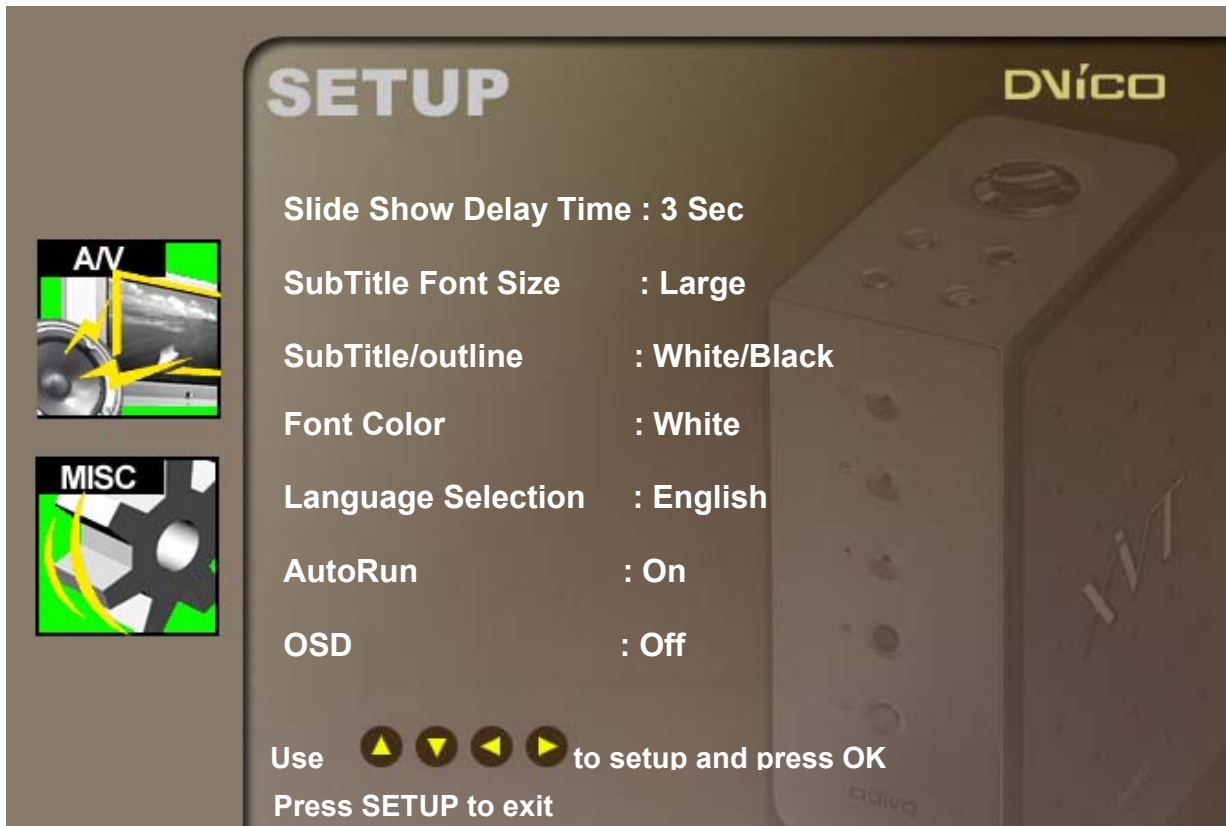 SETUP
DVICO
Slide Show Delay Time : 3 Sec
A/V
SubTitle Font Size : Large
SubTitle/outline : White/Black
Font Color : White
MISC
Language Selection : English
AutoRun : On
OSD : Off
Use to setup and press OK
Press SETUP to exit